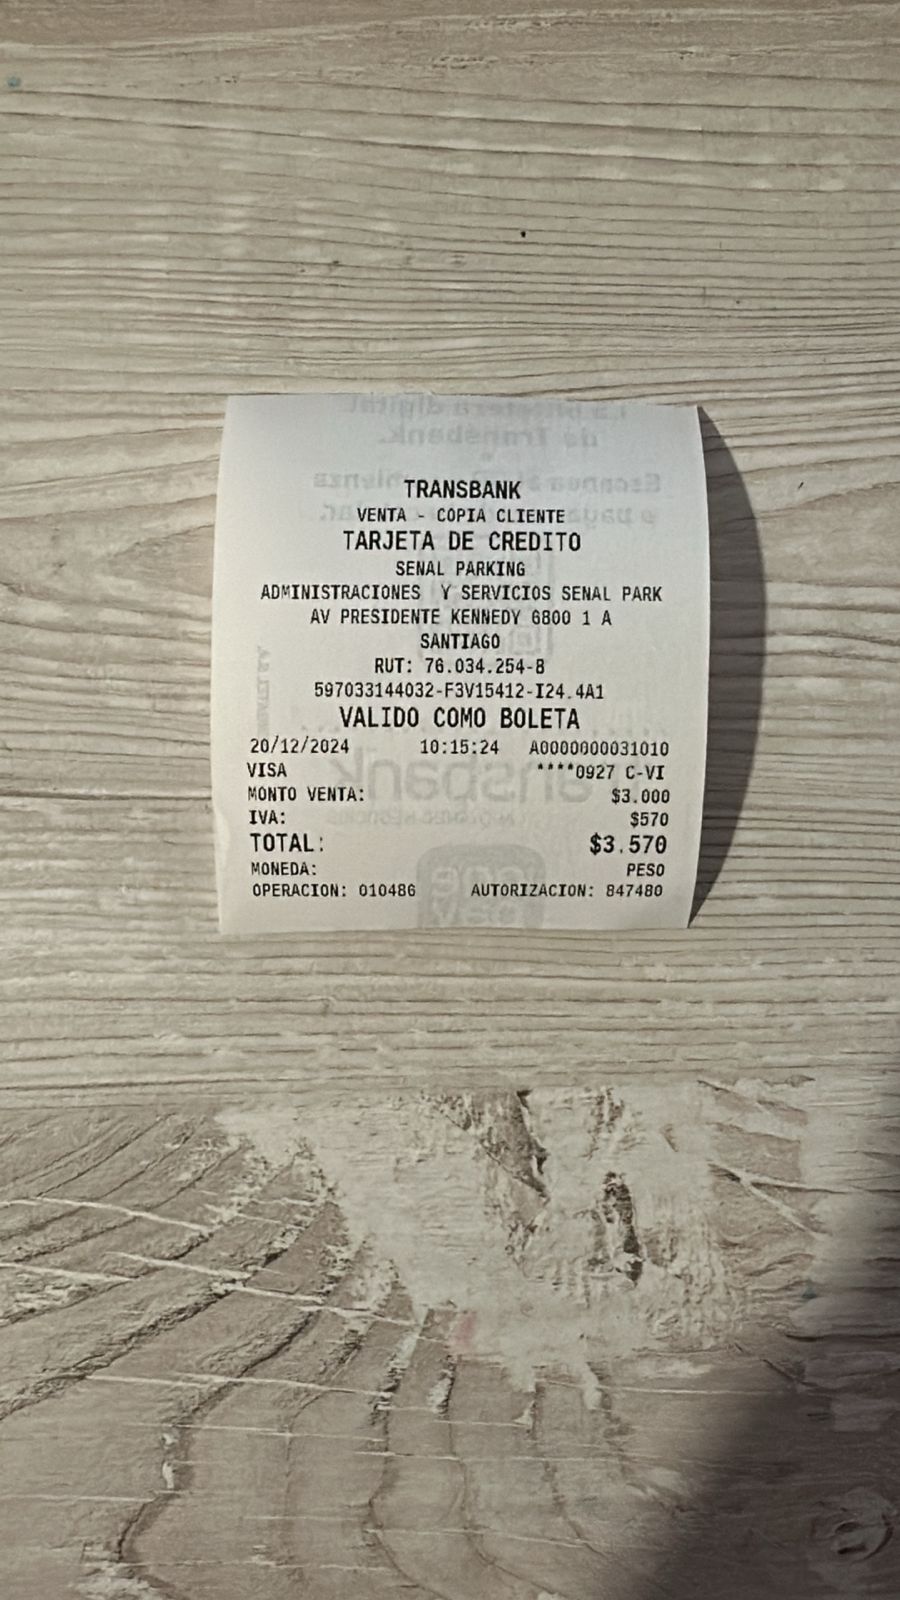 TRANSBANK
VENTA - COPIA CLIENTE
TARJETA DE CREDITO
SENAL PARKING
ADMINISTRACIONES Y SERVICIOS SENAL PARK
AV PRESIDENTE KENNEDY 6800 1 A
SANTIAGO
RUT: 76.034.254-8
597033144032-F3V15412-I24.4A1
VALIDO COMO BOLETA
20/12/2024 10:15:24 A0000000031010
VISA ****0927 C-VI
MONTO VENTA: $3.000
IVA: $570
TOTAL: $3.570
MONEDA: PESO
OPERACION: 010486 AUTORIZACION: 847480